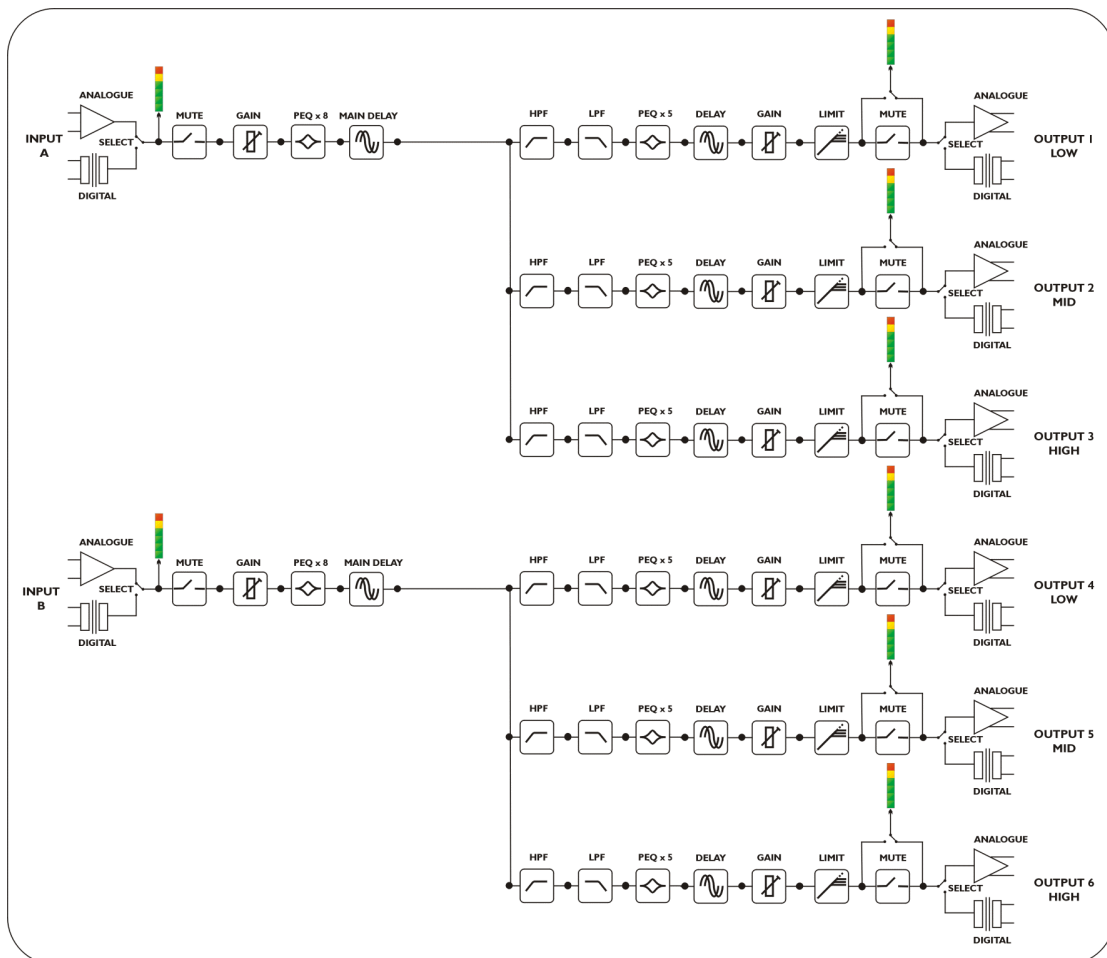 ANALOGUE
INPUT
A
SELECT
DIGITAL
MUTE
GAIN
PEQ x 8
MAIN DELAY
HPF
LPF
PEQ x 5
DELAY
GAIN
LIMIT
MUTE
ANALOGUE
SELECT
DIGITAL
OUTPUT 1
LOW
HPF
LPF
PEQ x 5
DELAY
GAIN
LIMIT
MUTE
ANALOGUE
SELECT
DIGITAL
OUTPUT 2
MID
HPF
LPF
PEQ x 5
DELAY
GAIN
LIMIT
MUTE
ANALOGUE
SELECT
DIGITAL
OUTPUT 3
HIGH
ANALOGUE
INPUT
B
SELECT
DIGITAL
MUTE
GAIN
PEQ x 8
MAIN DELAY
HPF
LPF
PEQ x 5
DELAY
GAIN
LIMIT
MUTE
ANALOGUE
SELECT
DIGITAL
OUTPUT 4
LOW
HPF
LPF
PEQ x 5
DELAY
GAIN
LIMIT
MUTE
ANALOGUE
SELECT
DIGITAL
OUTPUT 5
MID
HPF
LPF
PEQ x 5
DELAY
GAIN
LIMIT
MUTE
ANALOGUE
SELECT
DIGITAL
OUTPUT 6
HIGH